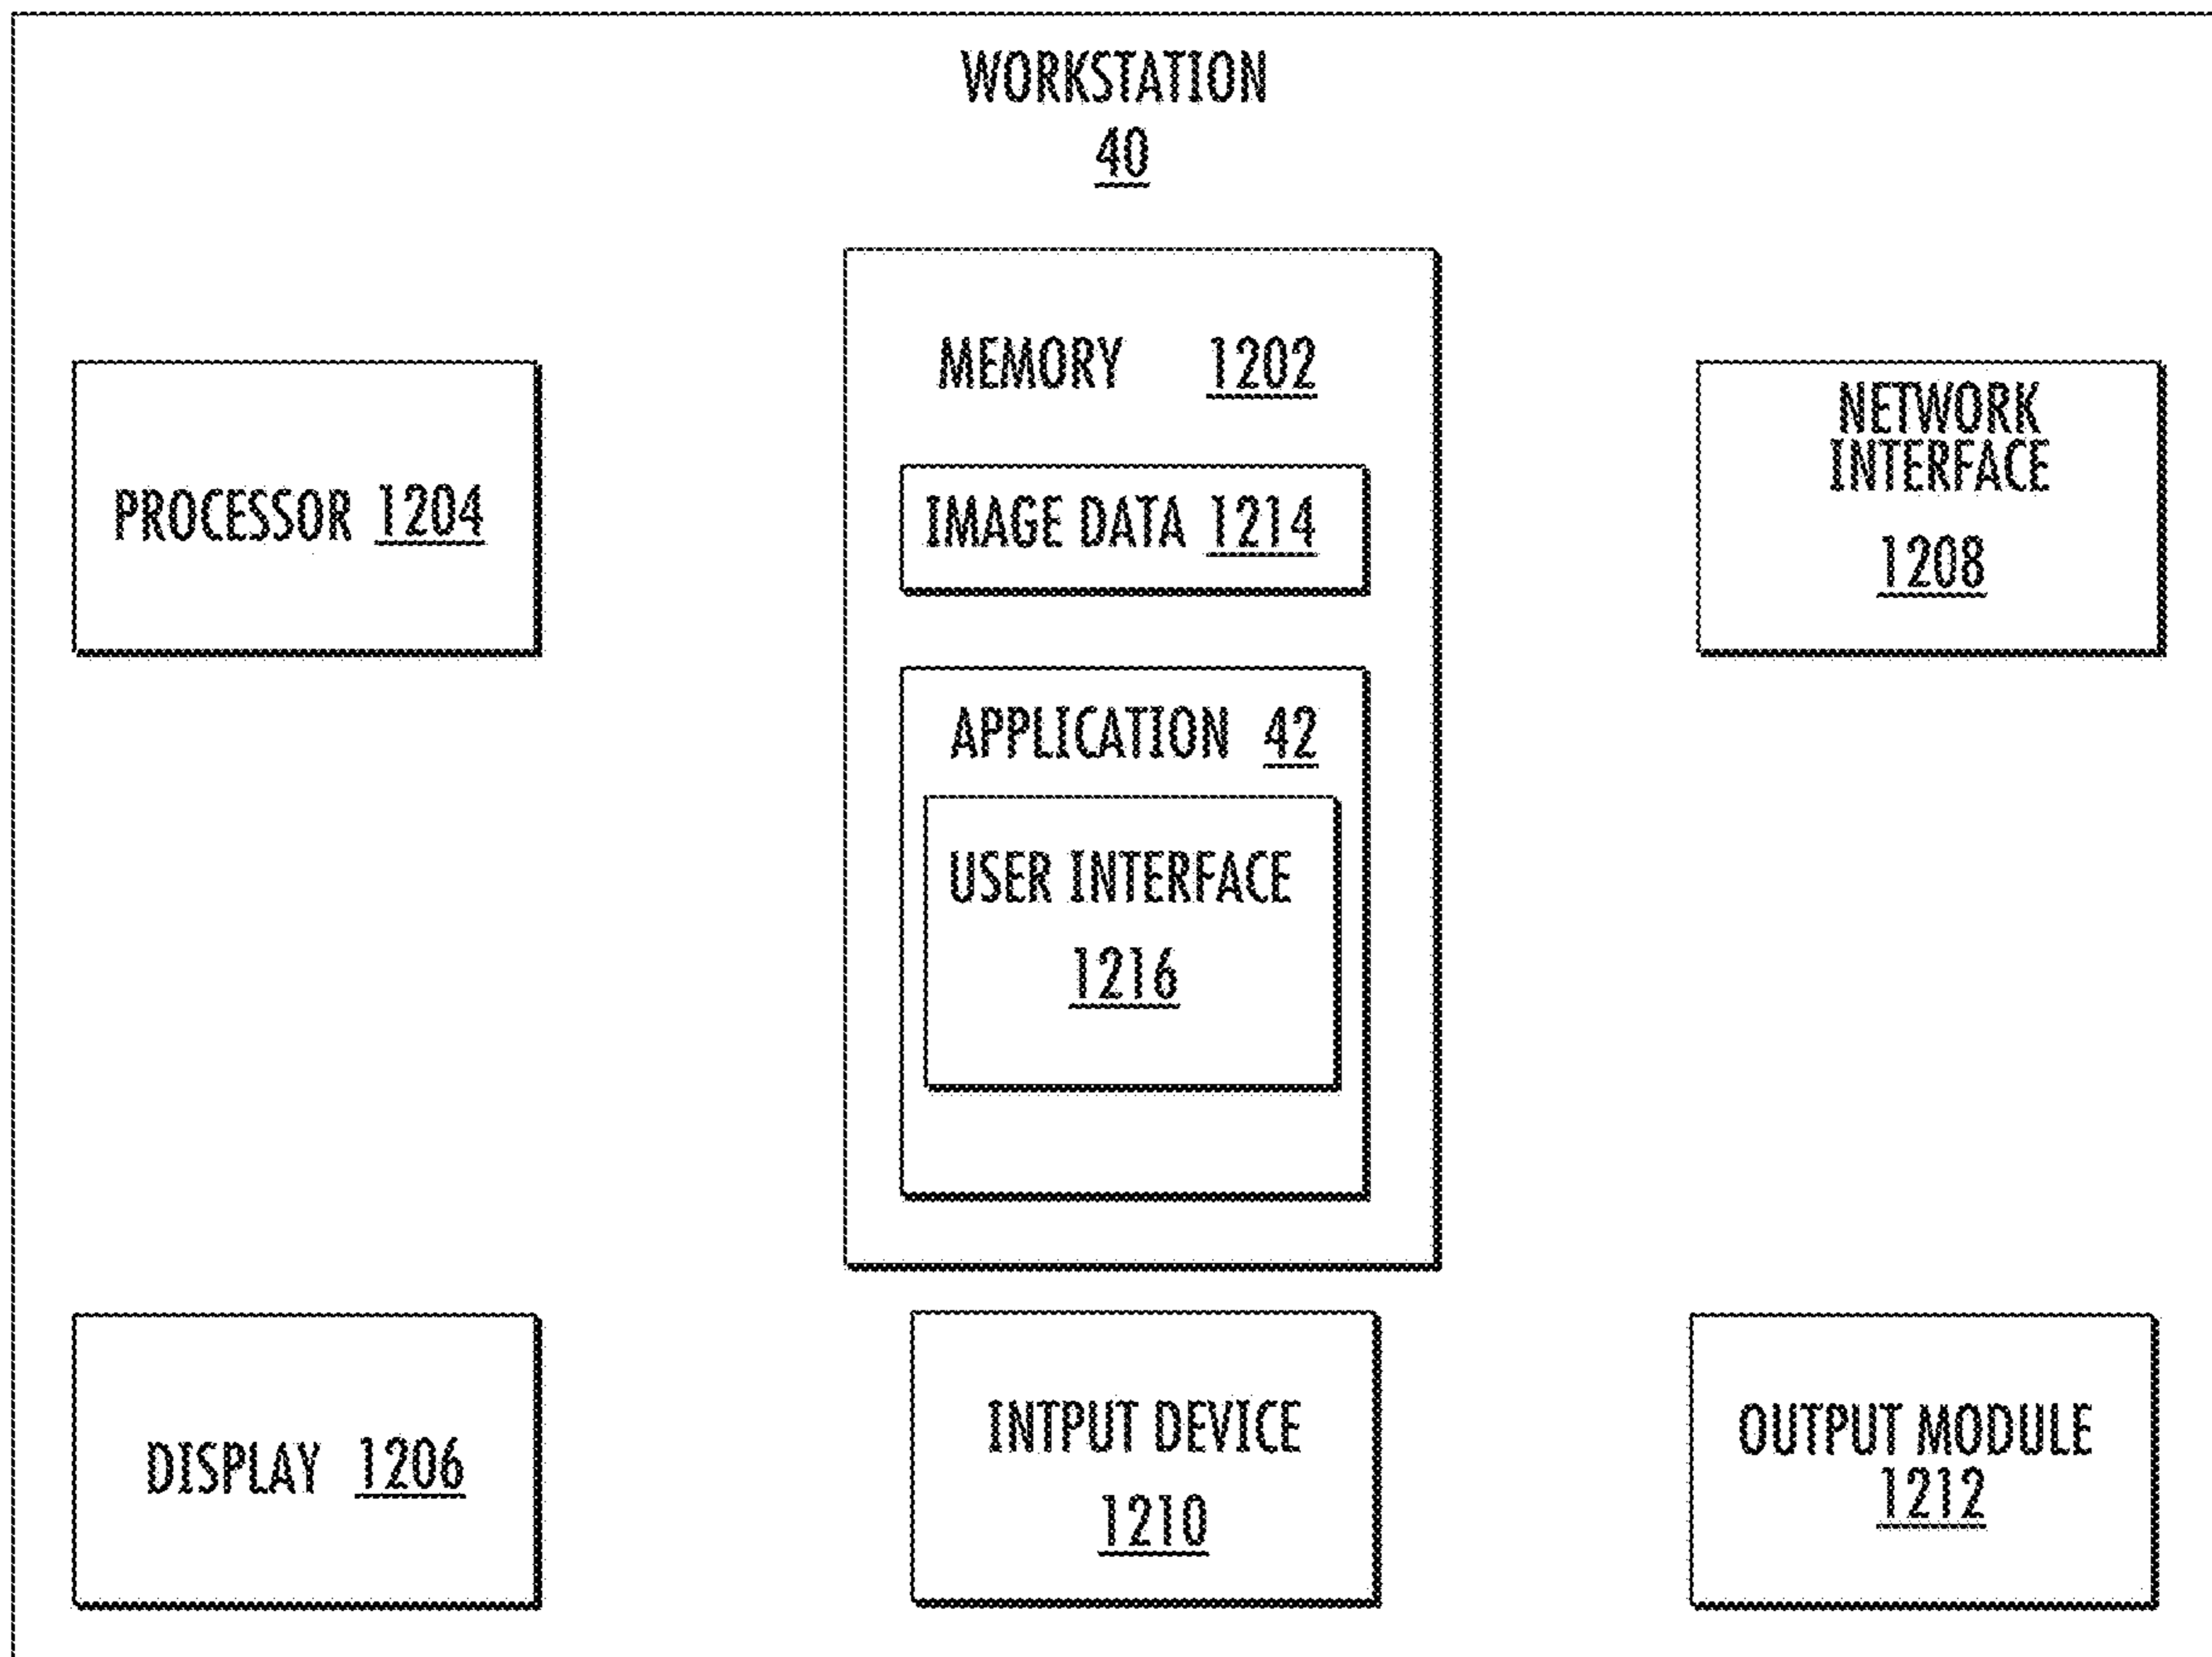 WORKSTATION
40
MEMORY 1202
PROCESSOR 1204
IMAGE DATA 1214
NETWORK
INTERFACE
1208
APPLICATION 42
USER INTERFACE
1216
DISPLAY 1206
INTPUT DEVICE
1210
OUTPUT MODULE
1212